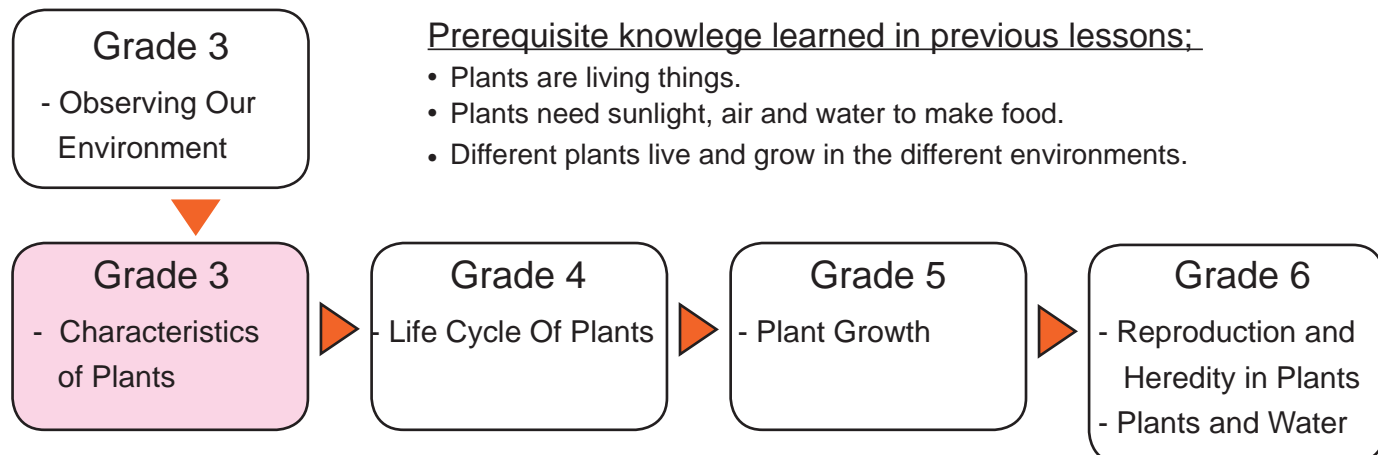 Grade 3
- Observing Our
Environment
Prerequisite knowlege learned in previous lessons;
• Plants are living things.
• Plants need sunlight, air and water to make food.
• Different plants live and grow in the different environments.
Grade 3
- Characteristics
of Plants
Grade 4
- Life Cycle Of Plants
Grade 5
- Plant Growth
Grade 6
- Reproduction and
Heredity in Plants
- Plants and Water